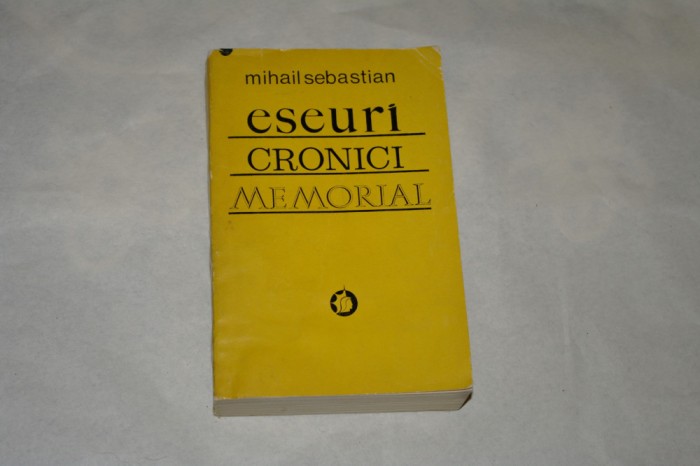 mihail sebastian
eseuri
CRONICI
MEMORIAL